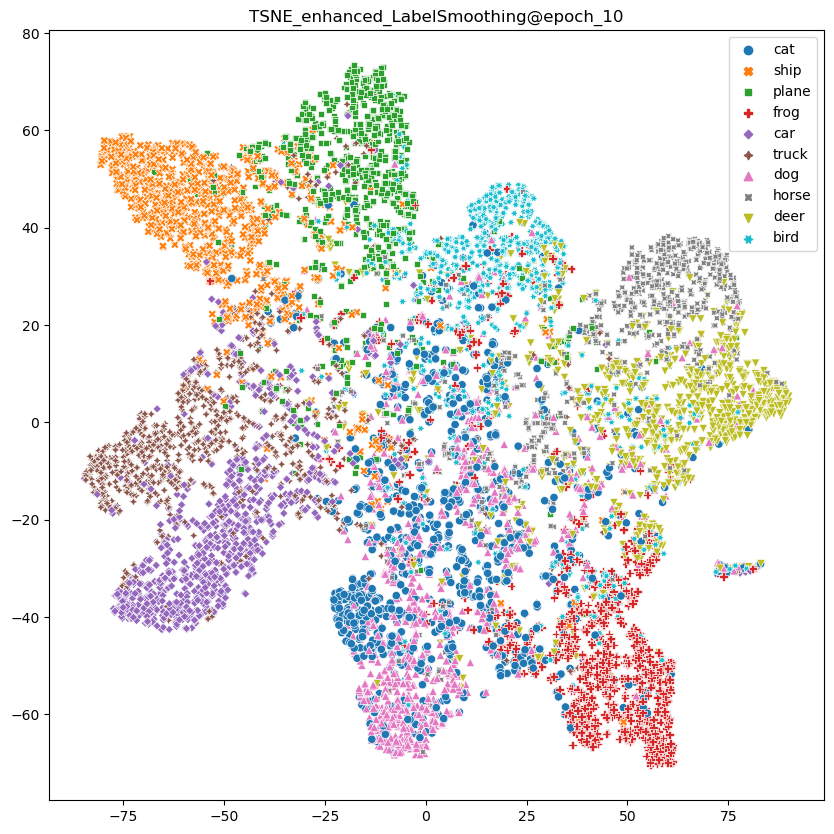 TSNE_enhanced_LabelSmoothing@epoch_10
80
60
40
20
0
−20
−40
−60
−75
−50
−25
0
25
50
75
cat
ship
plane
frog
car
truck
dog
horse
deer
bird